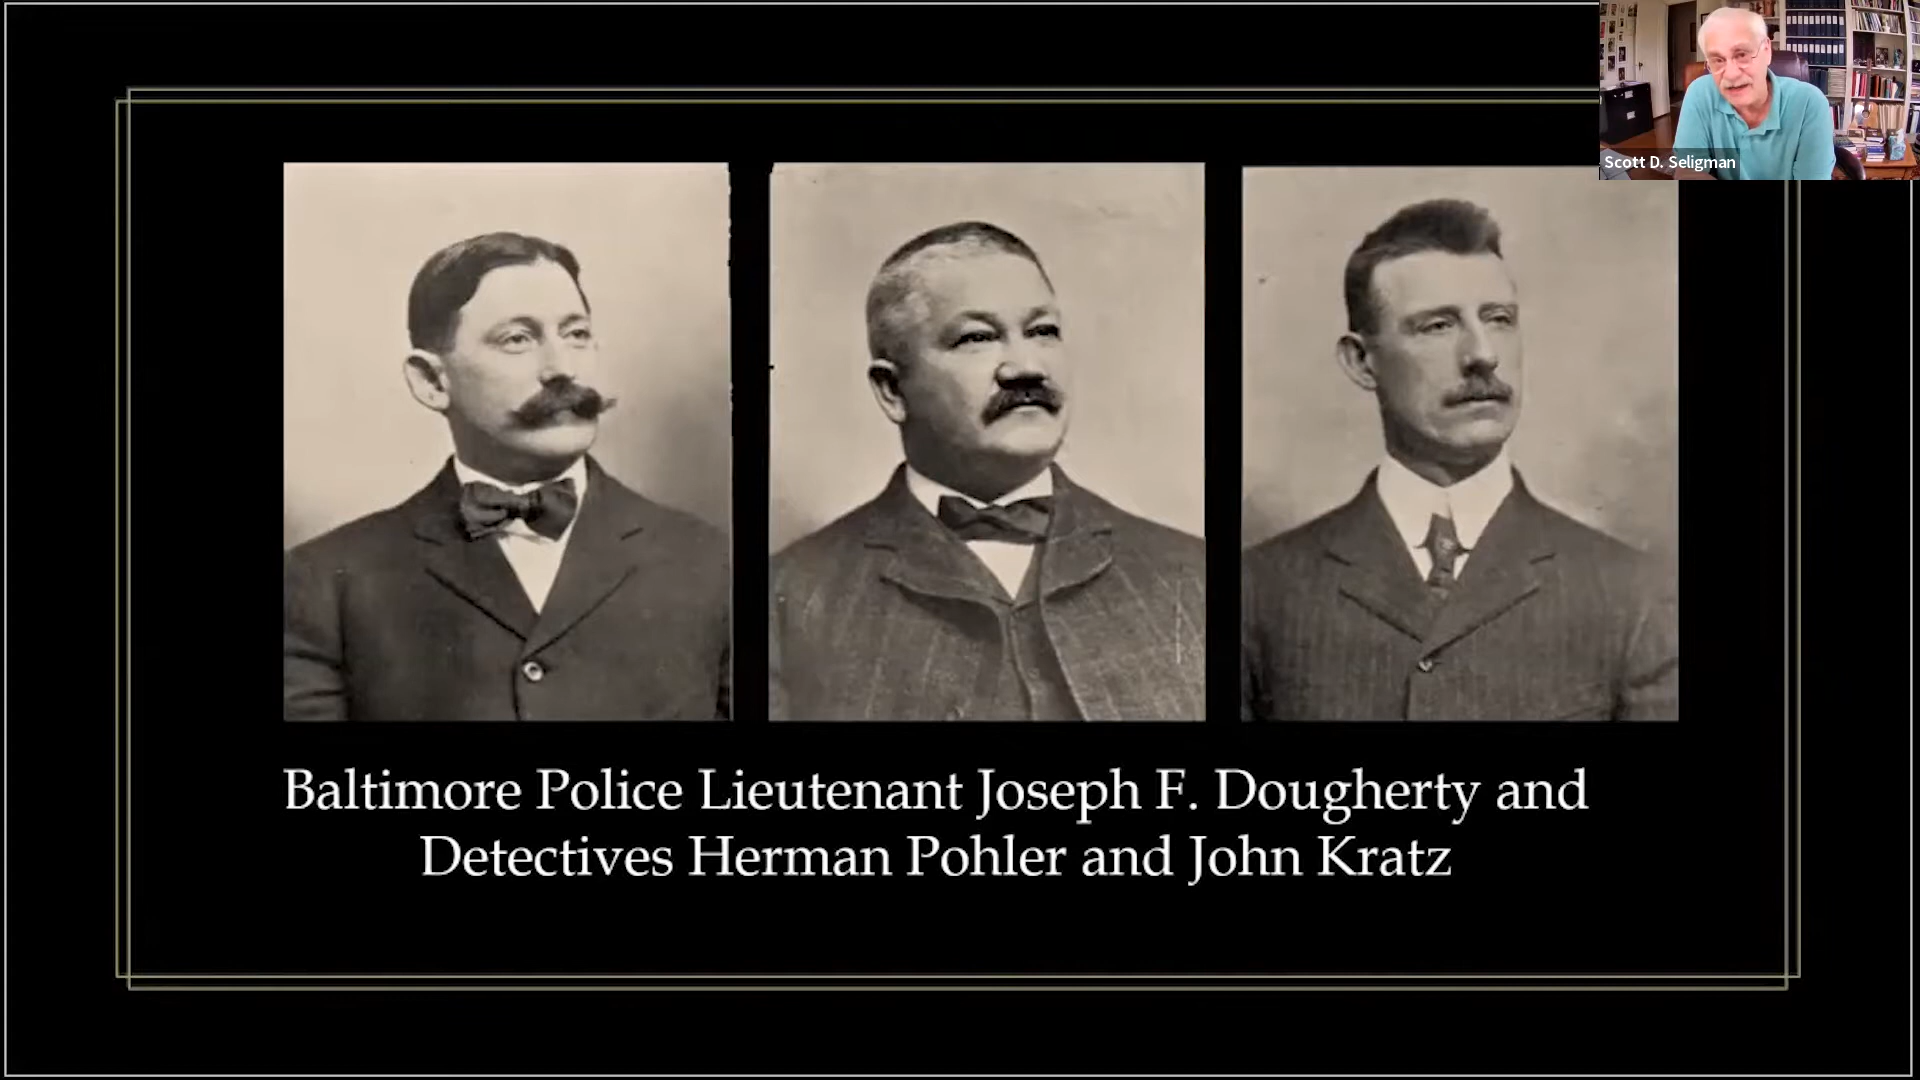 Scott D. Seligman
Baltimore Police Lieutenant Joseph F. Dougherty and
Detectives Herman Pohler and John Kratz